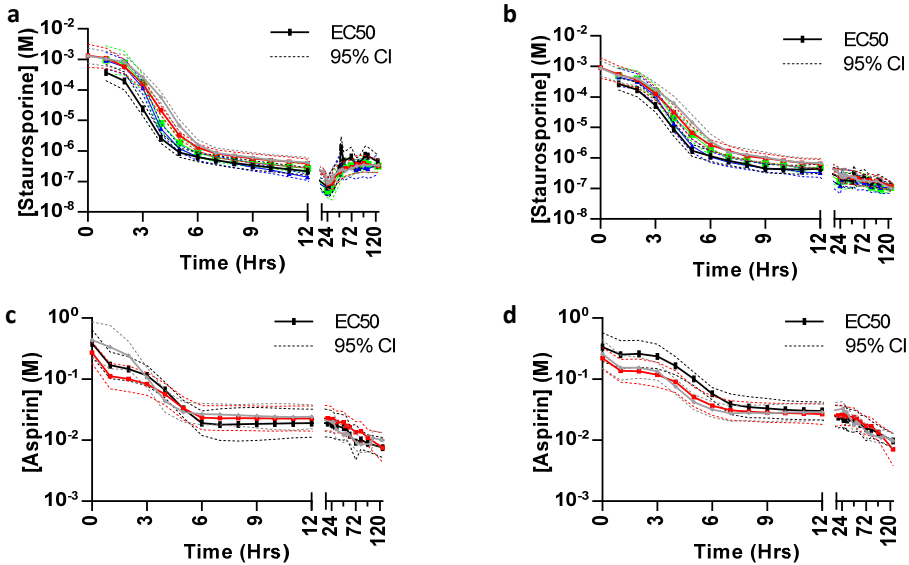 a
[Staurosporine] (M)
10⁻²
10⁻³
10⁻⁴
10⁻⁵
10⁻⁶
10⁻⁷
10⁻⁸
EC50
95% CI
0
3
6
9
12
24
72
120
Time (Hrs)
b
[Staurosporine] (M)
10⁻²
10⁻³
10⁻⁴
10⁻⁵
10⁻⁶
10⁻⁷
10⁻⁸
EC50
95% CI
0
3
6
9
12
24
72
120
Time (Hrs)
c
[Aspirin] (M)
10⁰
10⁻¹
10⁻²
10⁻³
EC50
95% CI
0
3
6
9
12
24
72
120
Time (Hrs)
d
[Aspirin] (M)
10⁰
10⁻¹
10⁻²
10⁻³
EC50
95% CI
0
3
6
9
12
24
72
120
Time (Hrs)